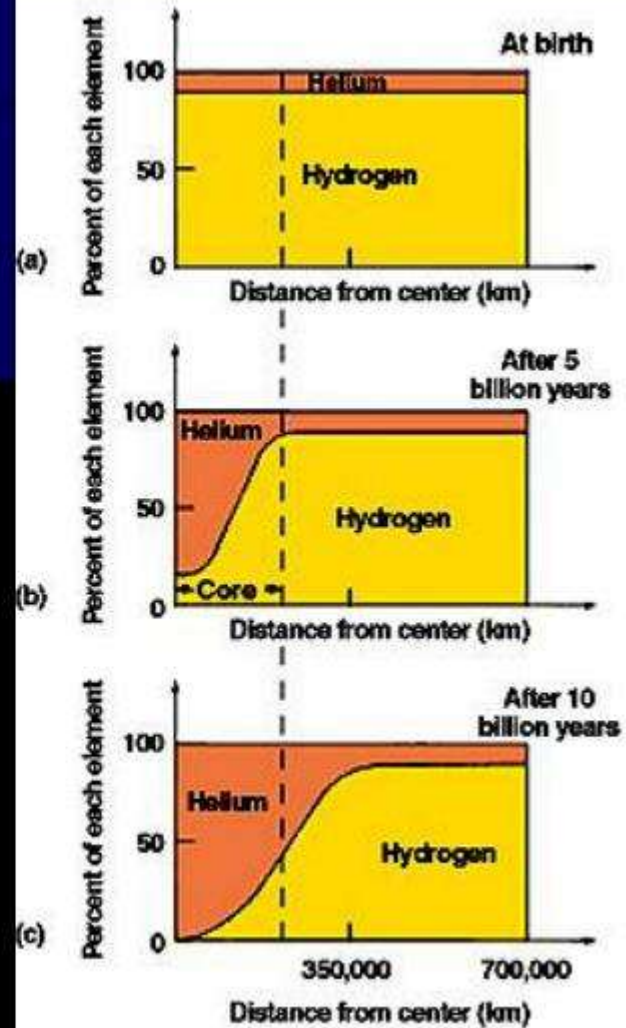 At birth
Percent of each element
100
50
0
Helium
Hydrogen
(a)
Distance from center (km)
After 5
billion years
Percent of each element
100
50
0
Helium
Hydrogen
Core
(b)
Distance from center (km)
After 10
billion years
Percent of each element
100
50
0
Helium
Hydrogen
(c)
350,000 700,000
Distance from center (km)